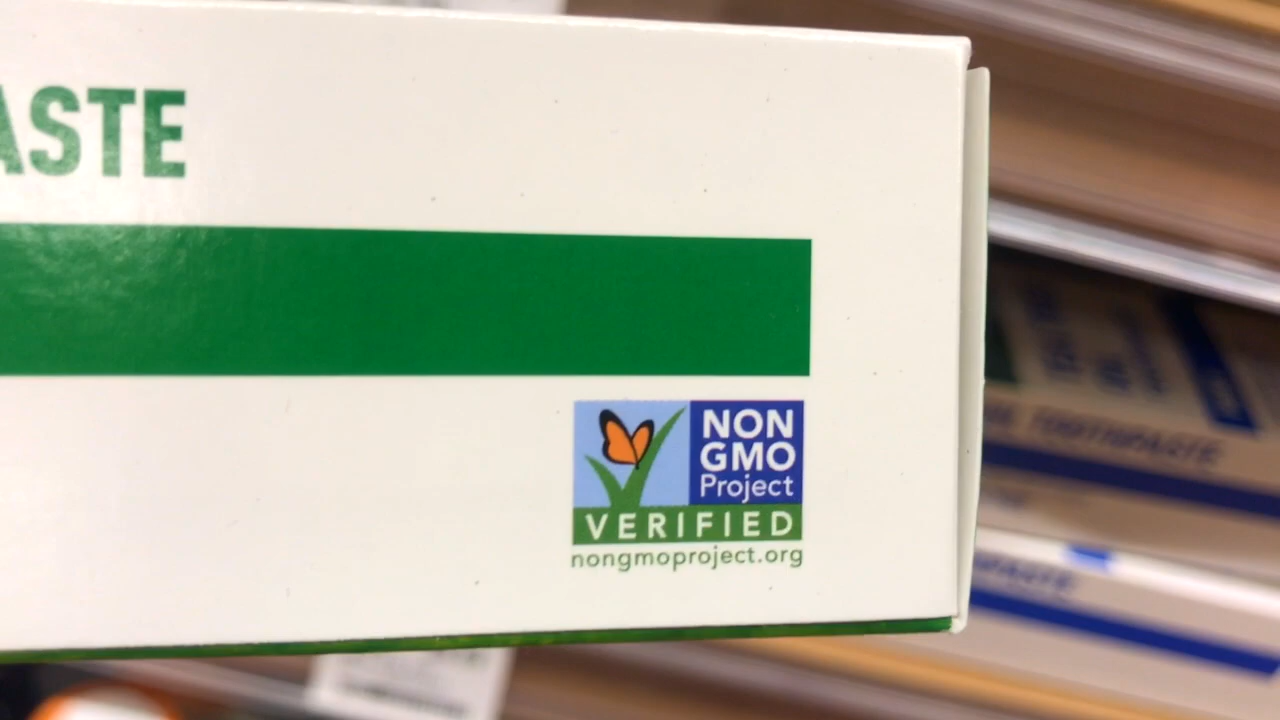 ASTE
NON
GMO
Project
VERIFIED
nongmoproject.org
TOOTHPASTE